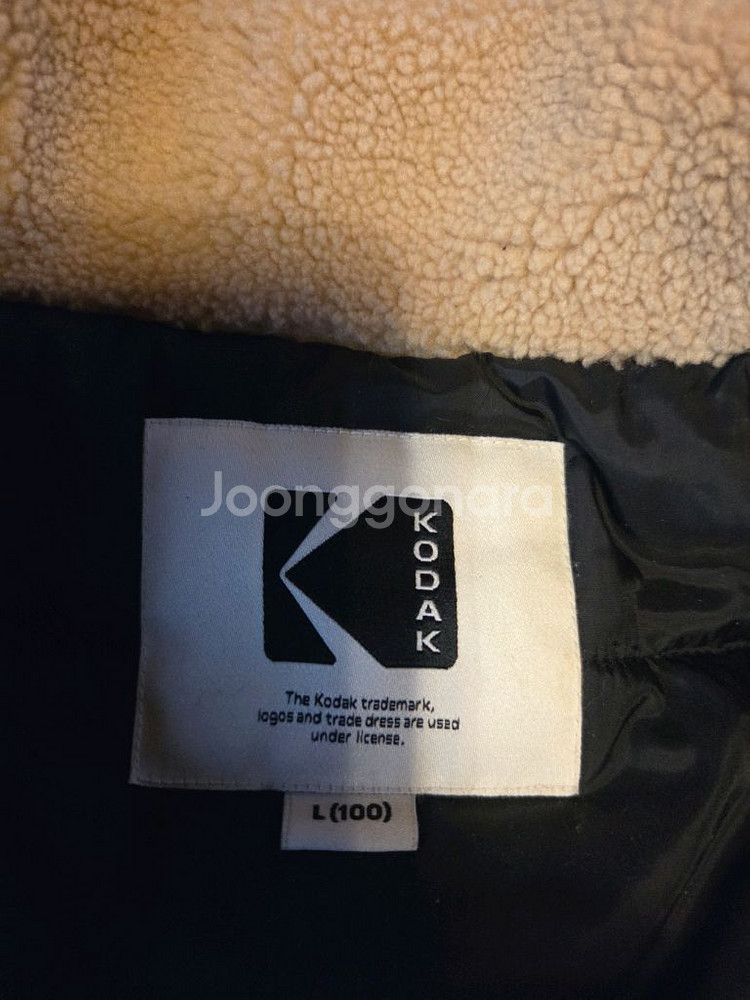 Joonggonara
KODAK
The Kodak trademark,
logos and trade dress are used
under license.
L (100)